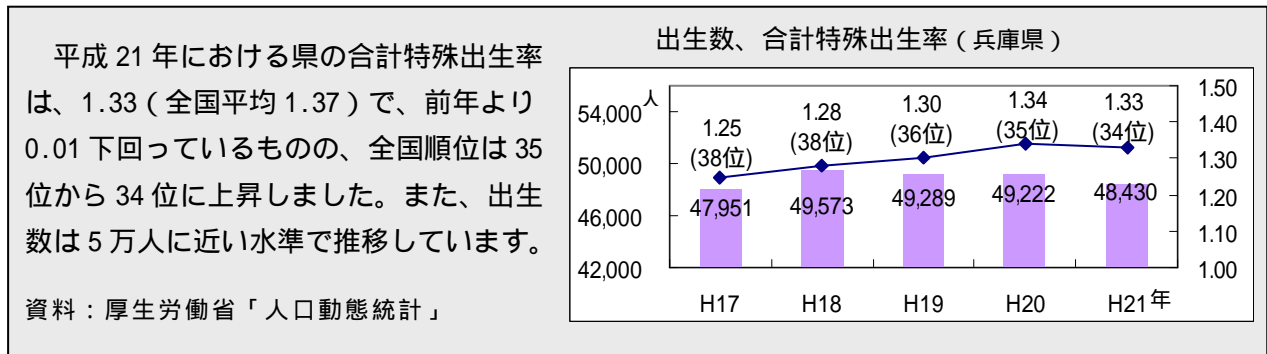 平成 21 年における県の合計特殊出生率
は、1.33（全国平均 1.37）で、前年より
0.01 下回っているものの、全国順位は 35
位から 34 位に上昇しました。また、出生
数は 5 万人に近い水準で推移しています。
資料：厚生労働省「人口動態統計」
出生数、合計特殊出生率（兵庫県）
人
54,000
50,000
46,000
42,000
1.25
(38位)
1.28
(38位)
1.30
(36位)
1.34
(35位)
1.33
(34位)
47,951
49,573
49,289
49,222
48,430
1.50
1.40
1.30
1.20
1.10
1.00
H17 H18 H19 H20 H21 年